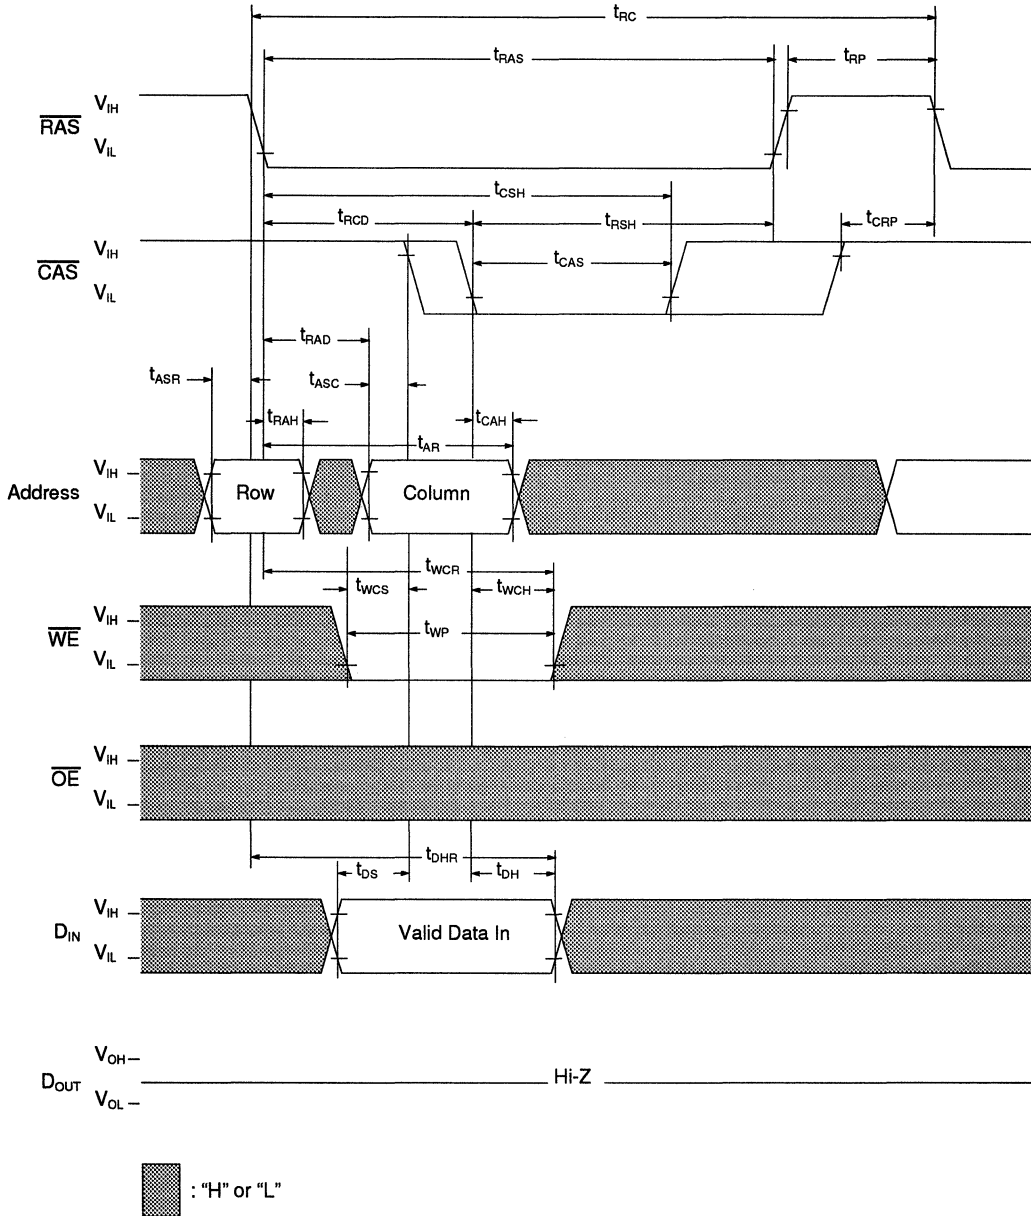 tRC
tRAS
tRP
RAS
VIH
VIL
tCSH
tRCD
tRSH
tCRP
CAS
VIH
VIL
tCAS
tRAD
tASR
tASC
tRAH
tCAH
tAR
Address
VIH
VIL
Row
Column
tWCR
tWCS
tWCH
WE
VIH
VIL
tWP
OE
VIH
VIL
tDHR
tDS
tDH
DIN
VIH
VIL
Valid Data In
DOUT
VOH
VOL
Hi-Z
: “H” or “L”